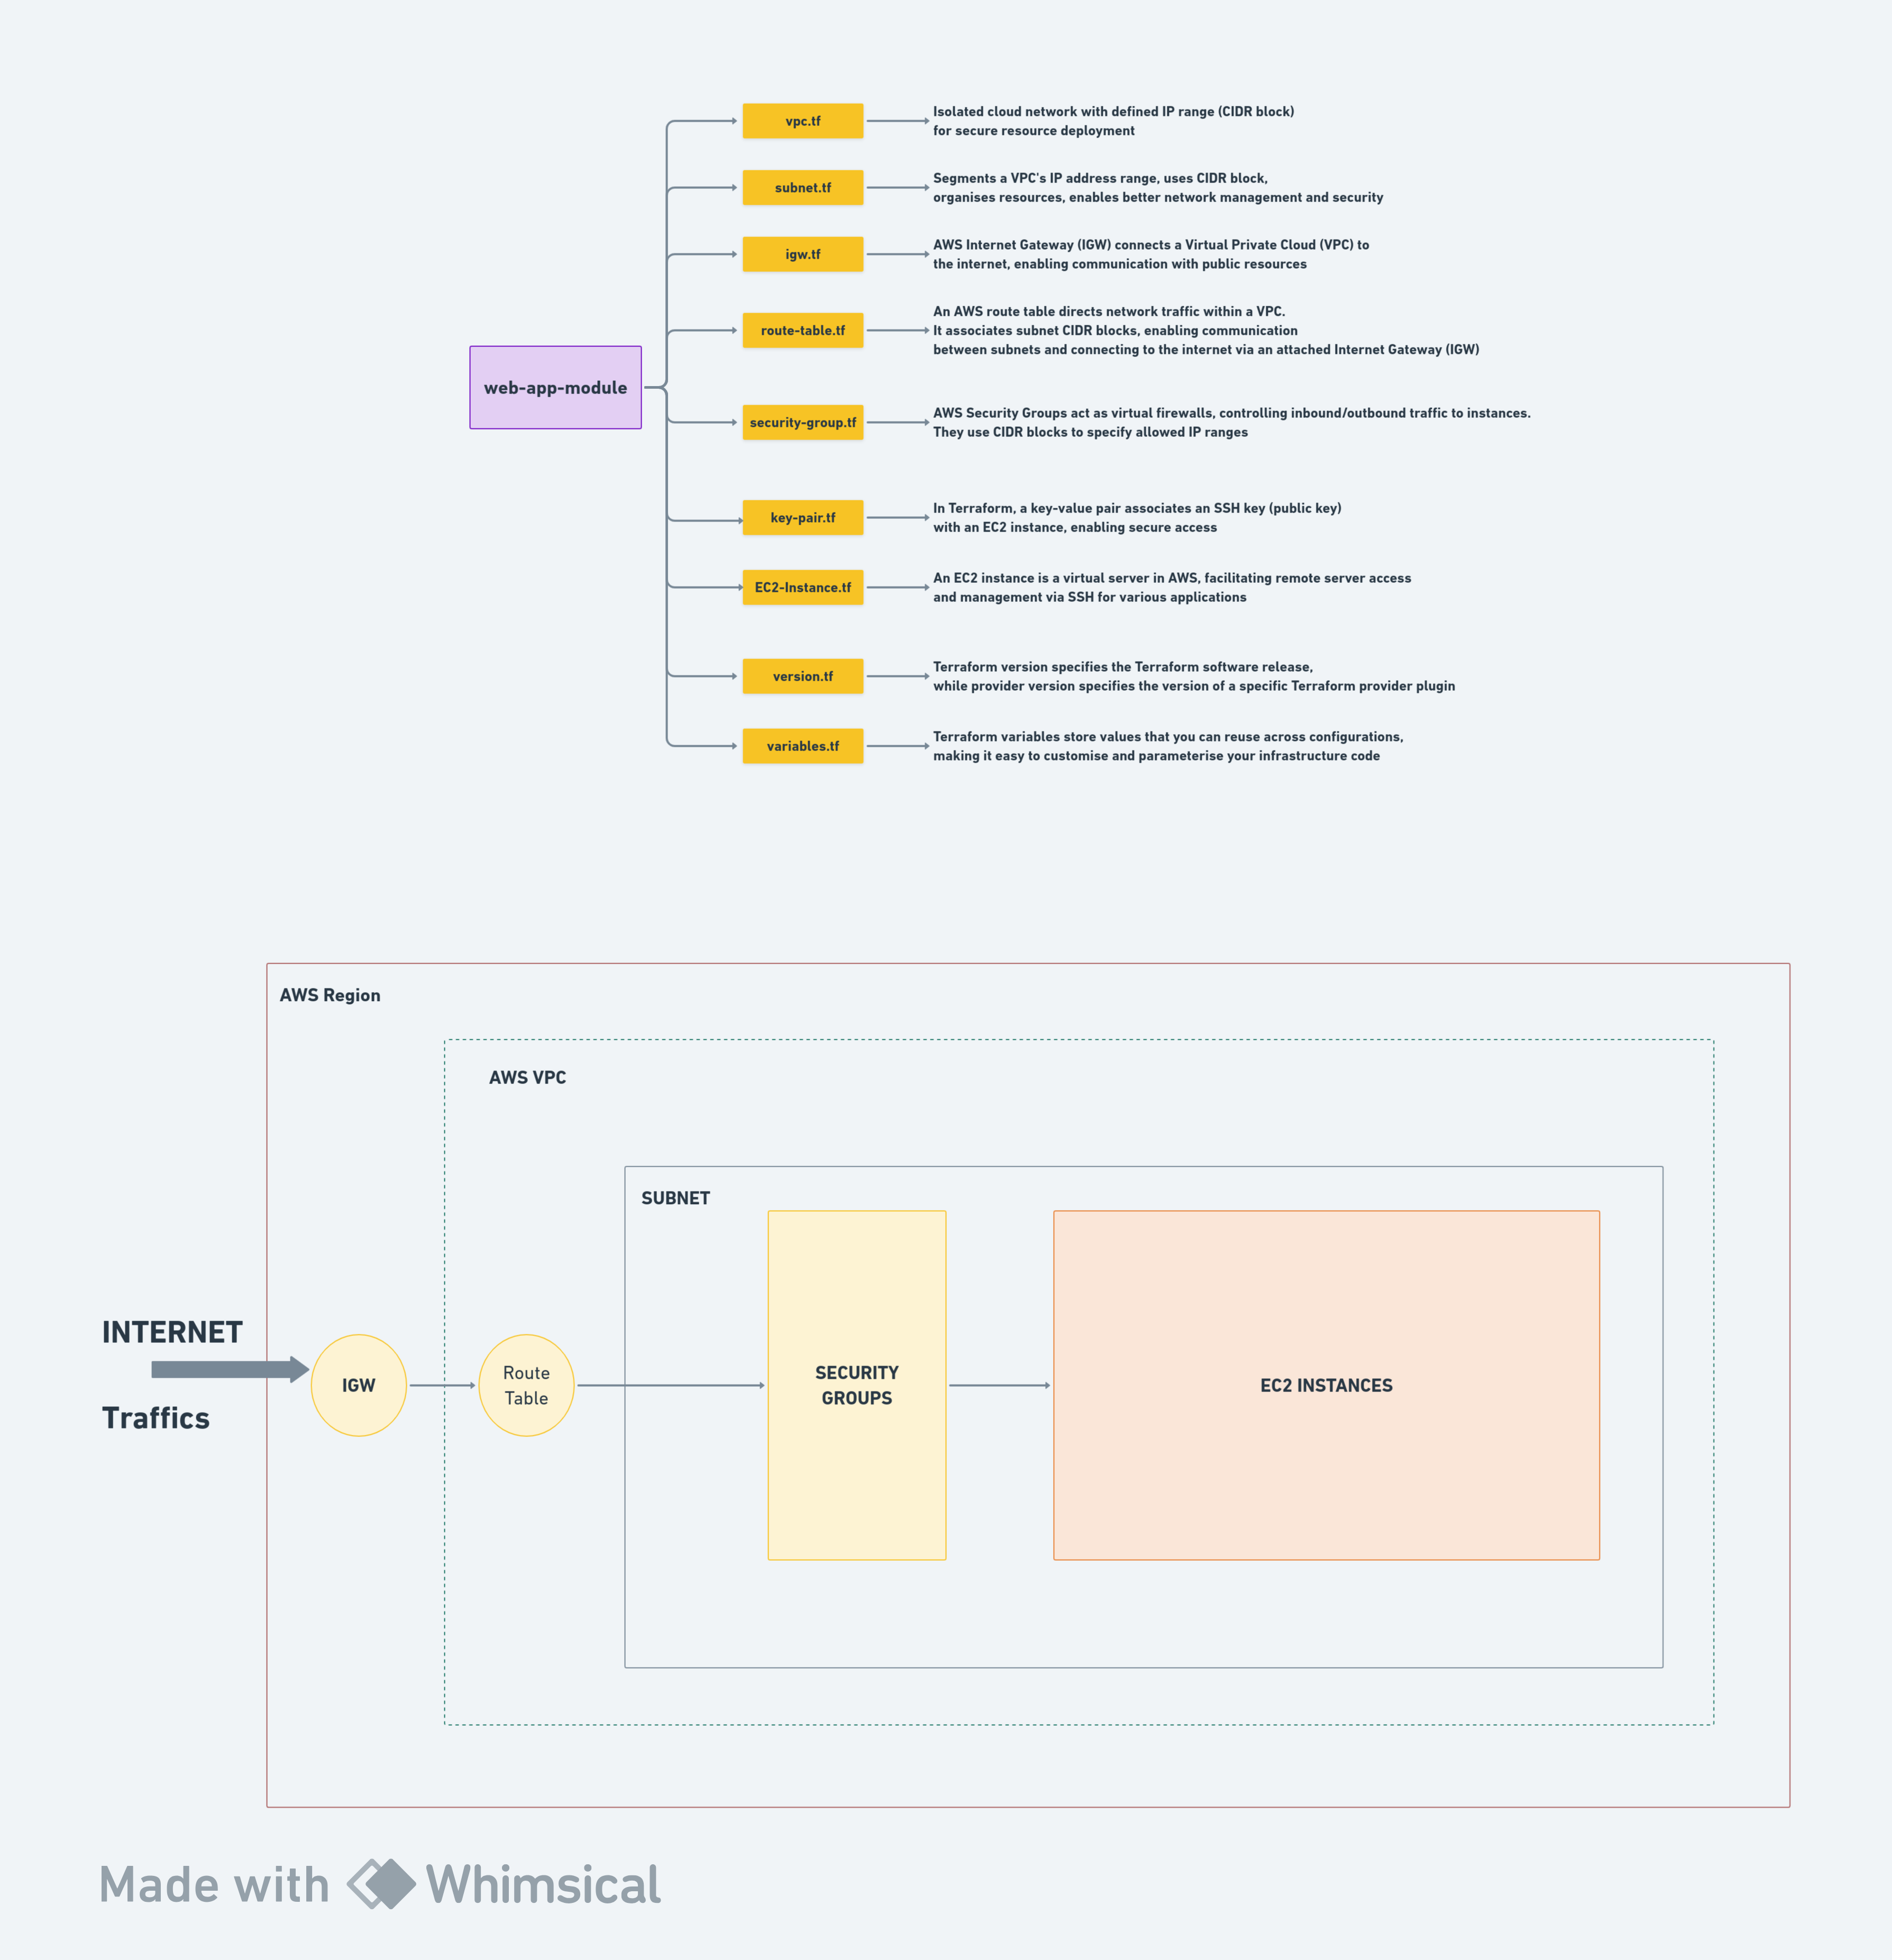 vpc.tf
Isolated cloud network with defined IP range (CIDR block)
for secure resource deployment
subnet.tf
Segments a VPC's IP address range, uses CIDR block,
organises resources, enables better network management and security
igw.tf
AWS Internet Gateway (IGW) connects a Virtual Private Cloud (VPC) to
the internet, enabling communication with public resources
route-table.tf
An AWS route table directs network traffic within a VPC.
It associates subnet CIDR blocks, enabling communication
between subnets and connecting to the internet via an attached Internet Gateway (IGW)
web-app-module
security-group.tf
AWS Security Groups act as virtual firewalls, controlling inbound/outbound traffic to instances.
They use CIDR blocks to specify allowed IP ranges
key-pair.tf
In Terraform, a key-value pair associates an SSH key (public key)
with an EC2 instance, enabling secure access
EC2-Instance.tf
An EC2 instance is a virtual server in AWS, facilitating remote server access
and management via SSH for various applications
version.tf
Terraform version specifies the Terraform software release,
while provider version specifies the version of a specific Terraform provider plugin
variables.tf
Terraform variables store values that you can reuse across configurations,
making it easy to customise and parameterise your infrastructure code
AWS Region
AWS VPC
SUBNET
INTERNET
Traffics
IGW
Route
Table
SECURITY
GROUPS
EC2 INSTANCES
Made with Whimsical